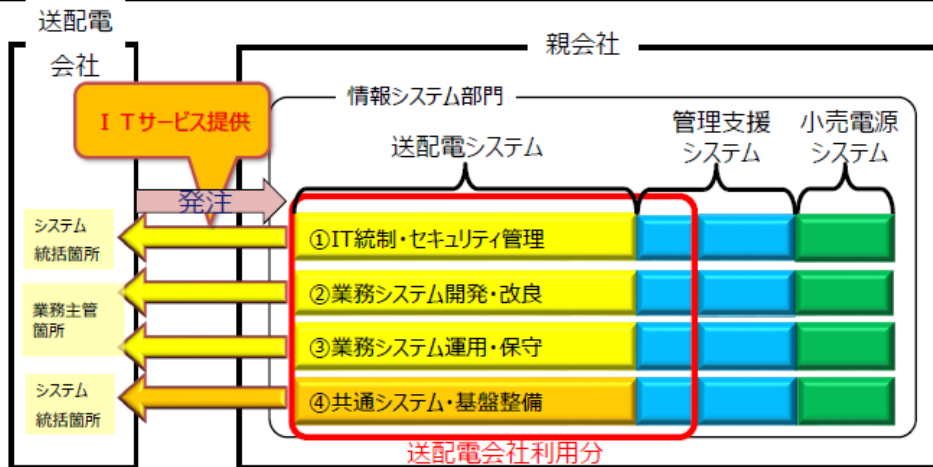 送配電
会社
親会社
ＩＴサービス提供
情報システム部門
送配電システム
管理支援
システム
小売電源
システム
発注
システム
統括箇所
業務主管
箇所
システム
統括箇所
①IT統制・セキュリティ管理
②業務システム開発・改良
③業務システム運用・保守
④共通システム・基盤整備
送配電会社利用分